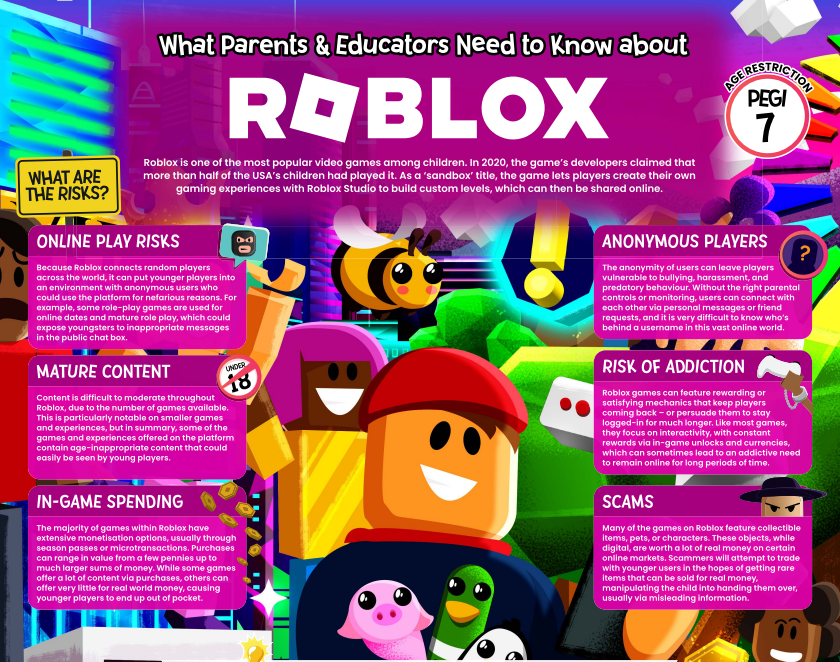 What Parents & Educators Need to Know about
ROBLOX
AGE RESTRICTION
PEGI
7
Roblox is one of the most popular video games among children. In 2020, the game's developers claimed that
more than half of the USA's children had played it. As a 'sandbox' title, the game lets players create their own
gaming experiences with Roblox Studio to build custom levels, which can then be shared online.
WHAT ARE
THE RISKS?
ONLINE PLAY RISKS
Because Roblox connects random players
across the world, it can put younger players into
an environment with anonymous users who
could use the platform for nefarious reasons. For
example, some role-play games are used for
online dates and mature role play, which could
expose youngsters to inappropriate messages
in the public chat box.
MATURE CONTENT
UNDER
18
Content is difficult to moderate throughout
Roblox, due to the number of games available.
This is particularly notable on smaller games
and experiences, but in summary, some of the
games and experiences offered on the platform
contain age-inappropriate content that could
easily be seen by young players.
IN-GAME SPENDING
The majority of games within Roblox have
extensive monetisation options, usually through
season passes or microtransactions. Purchases
can range in value from a few pennies up to
much larger sums of money. While some games
offer a lot of content via purchases, others can
offer very little for real world money, causing
younger players to end up out of pocket.
ANONYMOUS PLAYERS
?
The anonymity of users can leave players
vulnerable to bullying, harassment, and
predatory behaviour. Without the right parental
controls or monitoring, users can connect with
each other via personal messages or friend
requests, and it is very difficult to know who's
behind a username in this vast online world.
RISK OF ADDICTION
Roblox games can feature rewarding or
satisfying mechanics that keep players
coming back – or persuade them to stay
logged-in for much longer. Like most games,
they focus on interactivity, with constant
rewards via in-game unlocks and currencies,
which can sometimes lead to an addictive need
to remain online for long periods of time.
SCAMS
Many of the games on Roblox feature collectible
items, pets, or characters. These objects, while
digital, are worth a lot of real money on certain
online markets. Scammers will attempt to trade
with younger users in the hopes of getting rare
items that can be sold for real money,
manipulating the child into handing them over,
usually via misleading information.